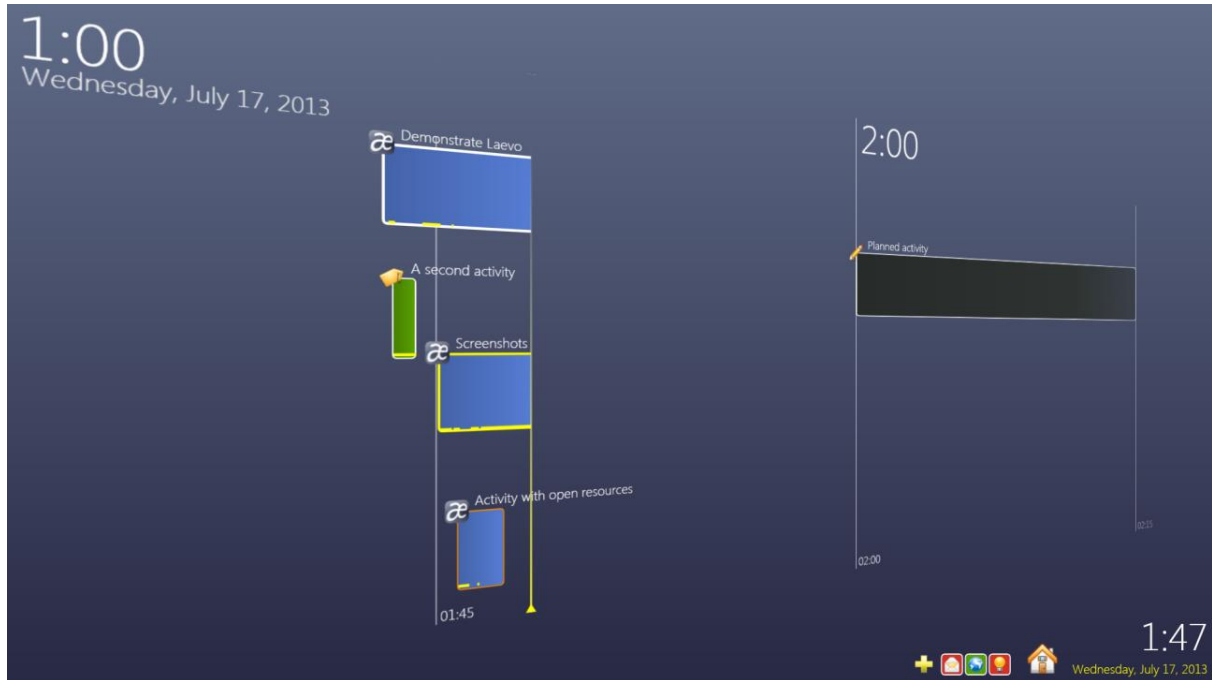 1:00
Wednesday, July 17, 2013
Demonstrate Laevo
2:00
Planned activity
A second activity
Screenshots
Activity with open resources
02:15
02:00
01:45
1:47
Wednesday, July 17, 2013